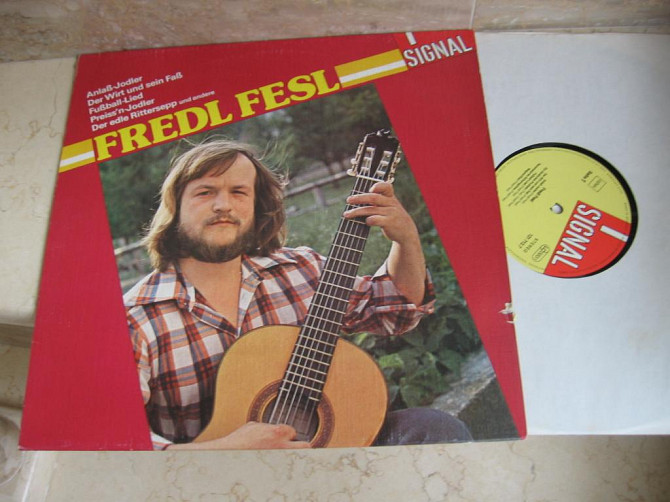 SIGNAL
Anlaß-Jodler
Der Wirt und sein Faß
Fußball-Lied
Preiss'n-Jodler
Der edle Rittersepp und andere
FREDL FESL
SIGNAL
STEREO